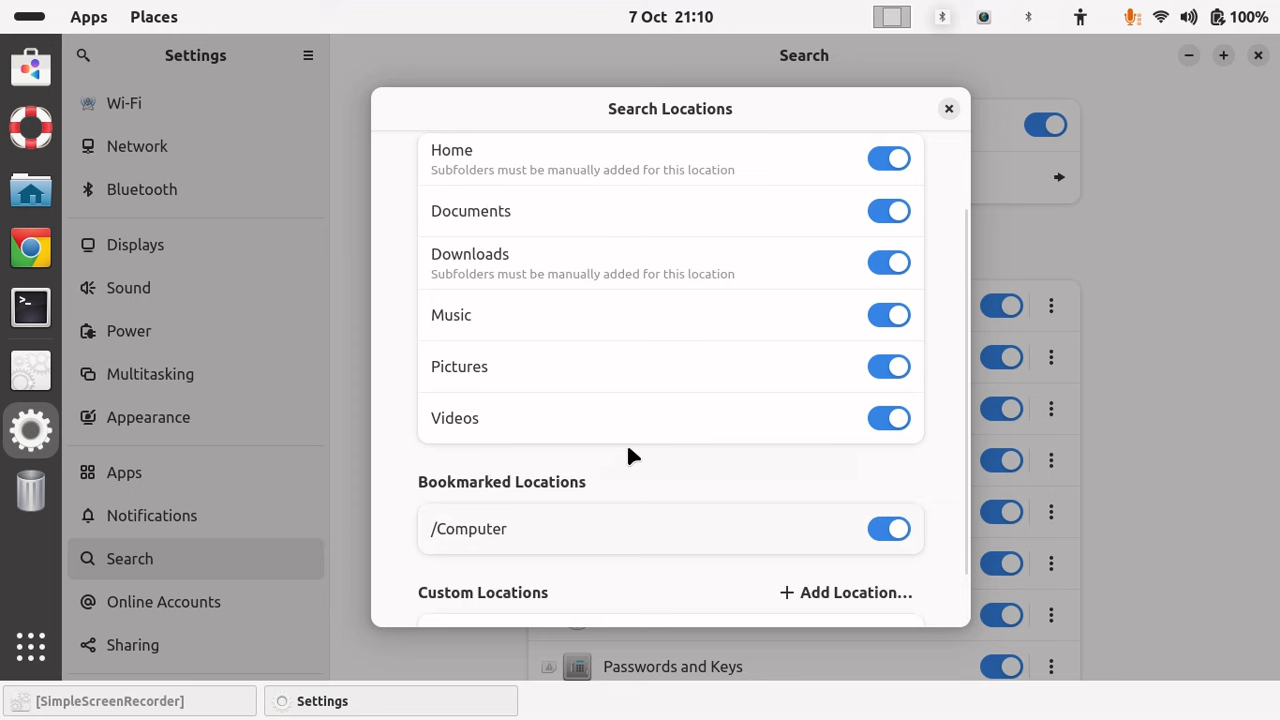 Apps Places 7 Oct 21:10 100%
Settings
Search
Wi-Fi
Network
Bluetooth
Displays
Sound
Power
Multitasking
Appearance
Apps
Notifications
Search
Online Accounts
Sharing
Search Locations
Home
Subfolders must be manually added for this location
Documents
Downloads
Subfolders must be manually added for this location
Music
Pictures
Videos
Bookmarked Locations
/Computer
Custom Locations
+ Add Location...
Passwords and Keys
[SimpleScreenRecorder]
Settings